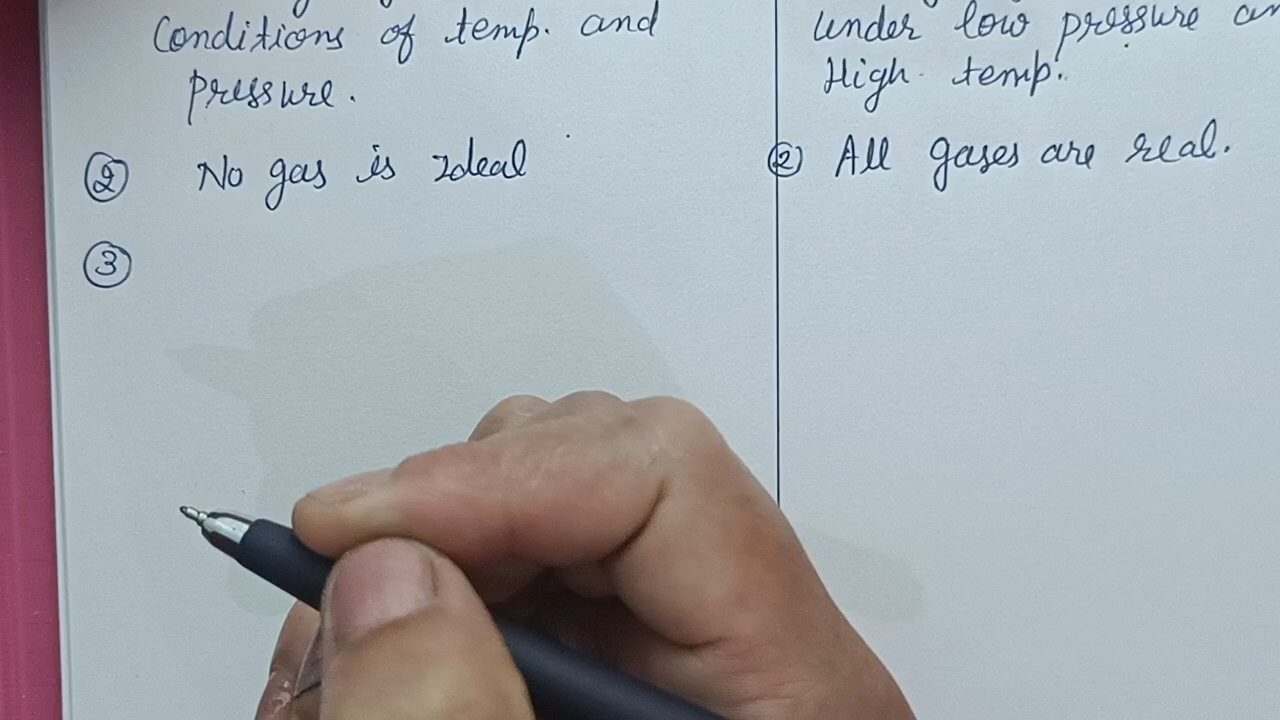 Conditions of temp. and
pressure.
② No gas is Ideal
③
under low pressure an
High temp.
② All gases are real.